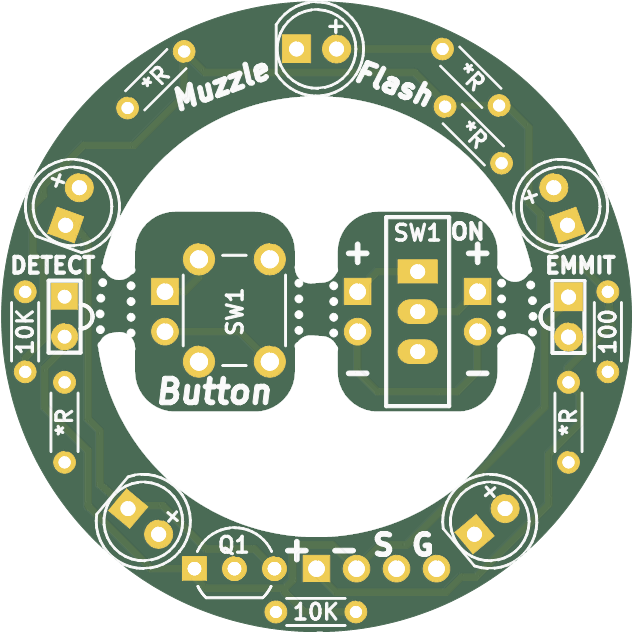 +
*R
*R
*R
Muzzle Flash
+
+
DETECT
EMMIT
SW1 ON
+
+
10K
SW1
100
−
−
Button
*R
*R
+
+
Q1
+ − S G
10K